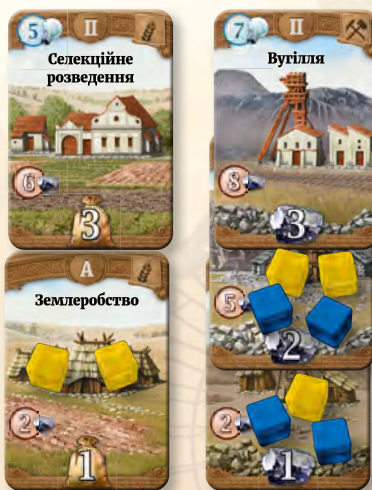 5 II
Селекційне
розведення
6
3
7 II
Вугілля
8
3
A
Землеробство
2
1
5
2
2
1